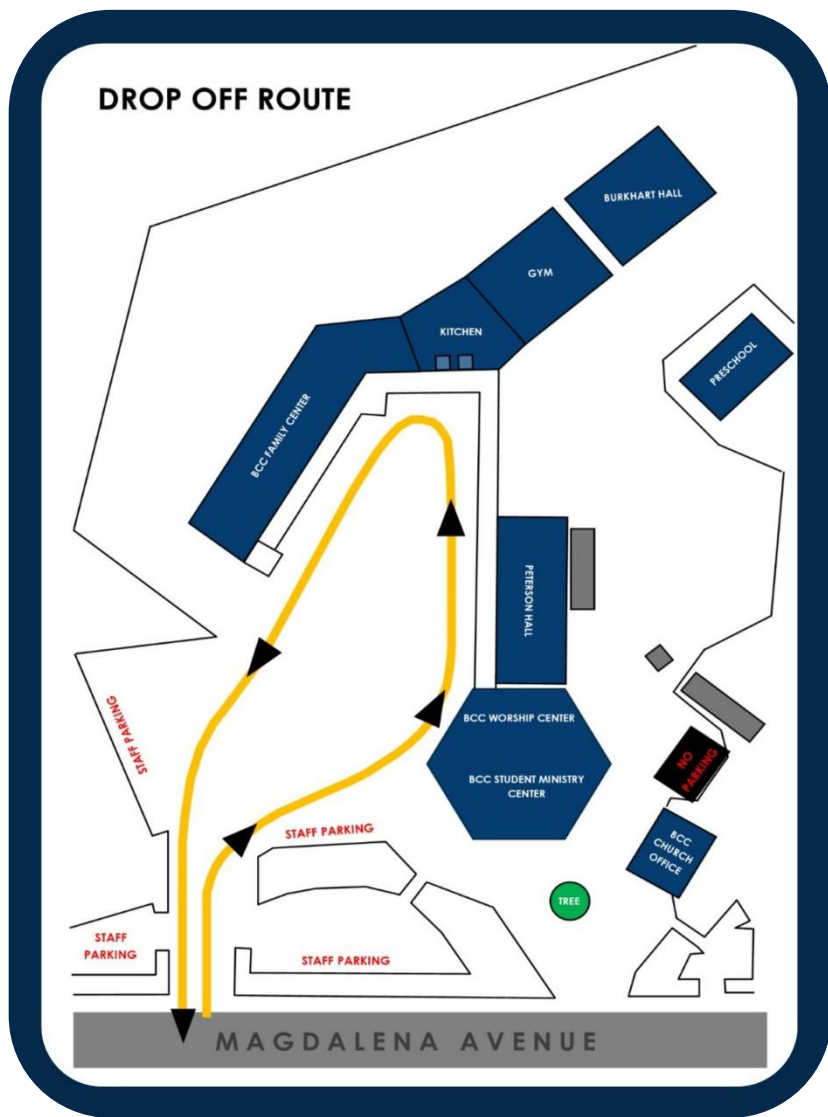 DROP OFF ROUTE
BURKHART HALL
GYM
KITCHEN
PRESCHOOL
BCC FAMILY CENTER
PETERSON HALL
STAFF PARKING
BCC WORSHIP CENTER
BCC STUDENT MINISTRY
CENTER
NO
PARKING
STAFF PARKING
BCC
CHURCH
OFFICE
TREE
STAFF
PARKING
STAFF PARKING
MAGDALENA AVENUE